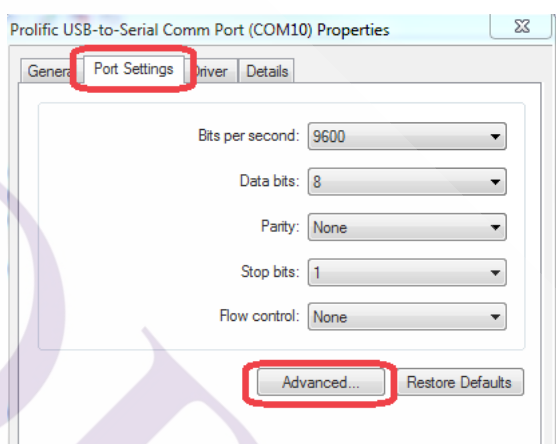 Prolific USB-to-Serial Comm Port (COM10) Properties
General Port Settings Driver Details
Bits per second: 9600
Data bits: 8
Parity: None
Stop bits: 1
Flow control: None
Advanced... Restore Defaults